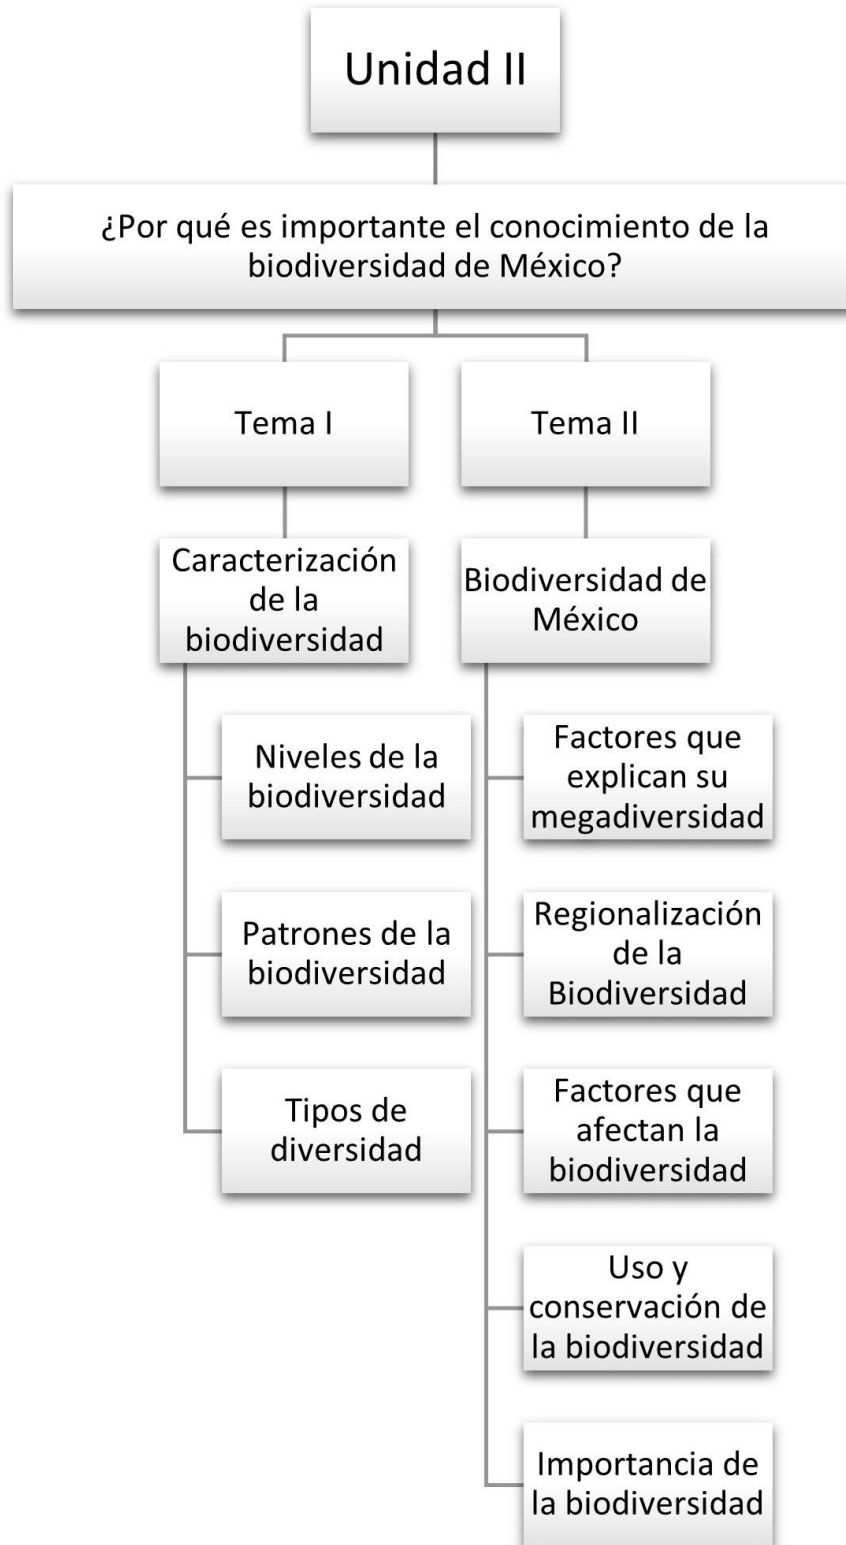 Unidad II
¿Por qué es importante el conocimiento de la
biodiversidad de México?
Tema I
Caracterización
de la
biodiversidad
Niveles de la
biodiversidad
Patrones de la
biodiversidad
Tipos de
diversidad
Tema II
Biodiversidad de
México
Factores que
explican su
megadiversidad
Regionalización
de la
Biodiversidad
Factores que
afectan la
biodiversidad
Uso y
conservación de
la biodiversidad
Importancia de
la biodiversidad